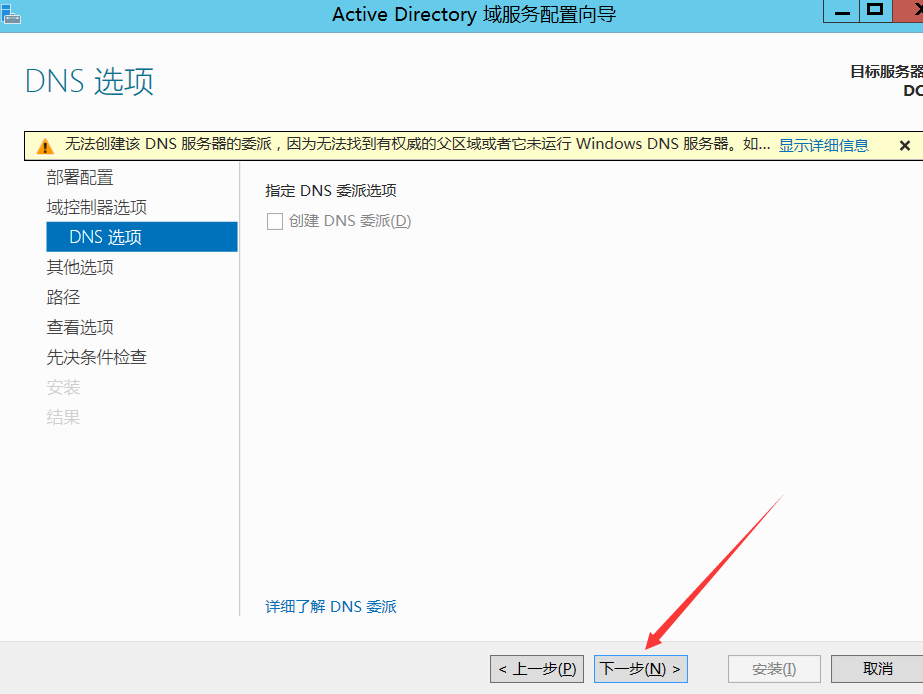 Active Directory 域服务配置向导
DNS 选项
目标服务器
DC
无法创建该 DNS 服务器的委派，因为无法找到有权威的父区域或者它未运行 Windows DNS 服务器。如... 显示详细信息
部署配置
域控制器选项
DNS 选项
其他选项
路径
查看选项
先决条件检查
安装
结果
指定 DNS 委派选项
创建 DNS 委派(D)
详细了解 DNS 委派
< 上一步(P) 下一步(N) > 安装(I) 取消